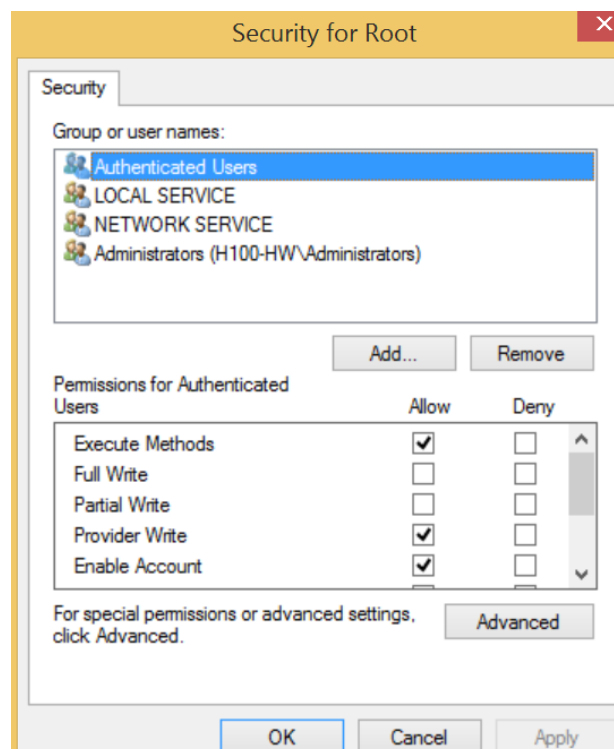 Security for Root
Security
Group or user names:
Authenticated Users
LOCAL SERVICE
NETWORK SERVICE
Administrators (H100-HW\Administrators)
Add... Remove
Permissions for Authenticated
Users Allow Deny
Execute Methods
Full Write
Partial Write
Provider Write
Enable Account
For special permissions or advanced settings,
click Advanced.
Advanced
OK Cancel Apply